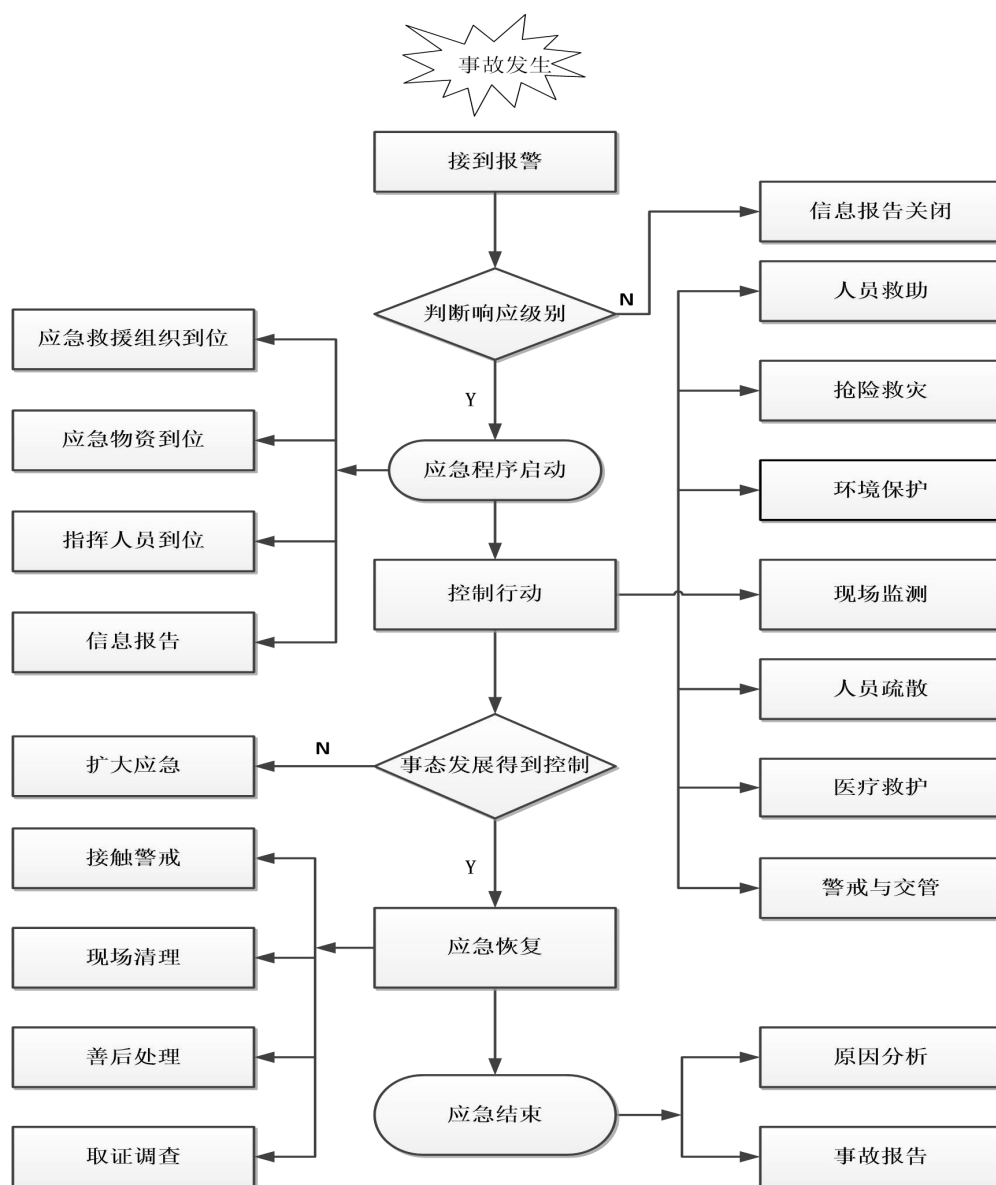 事故发生
接到报警
信息报告关闭
判断响应级别
N
人员救助
应急救援组织到位
抢险救灾
Y
应急物资到位
应急程序启动
环境保护
指挥人员到位
控制行动
现场监测
信息报告
人员疏散
扩大应急
N
事态发展得到控制
医疗救护
接触警戒
Y
警戒与交管
现场清理
应急恢复
善后处理
原因分析
应急结束
取证调查
事故报告